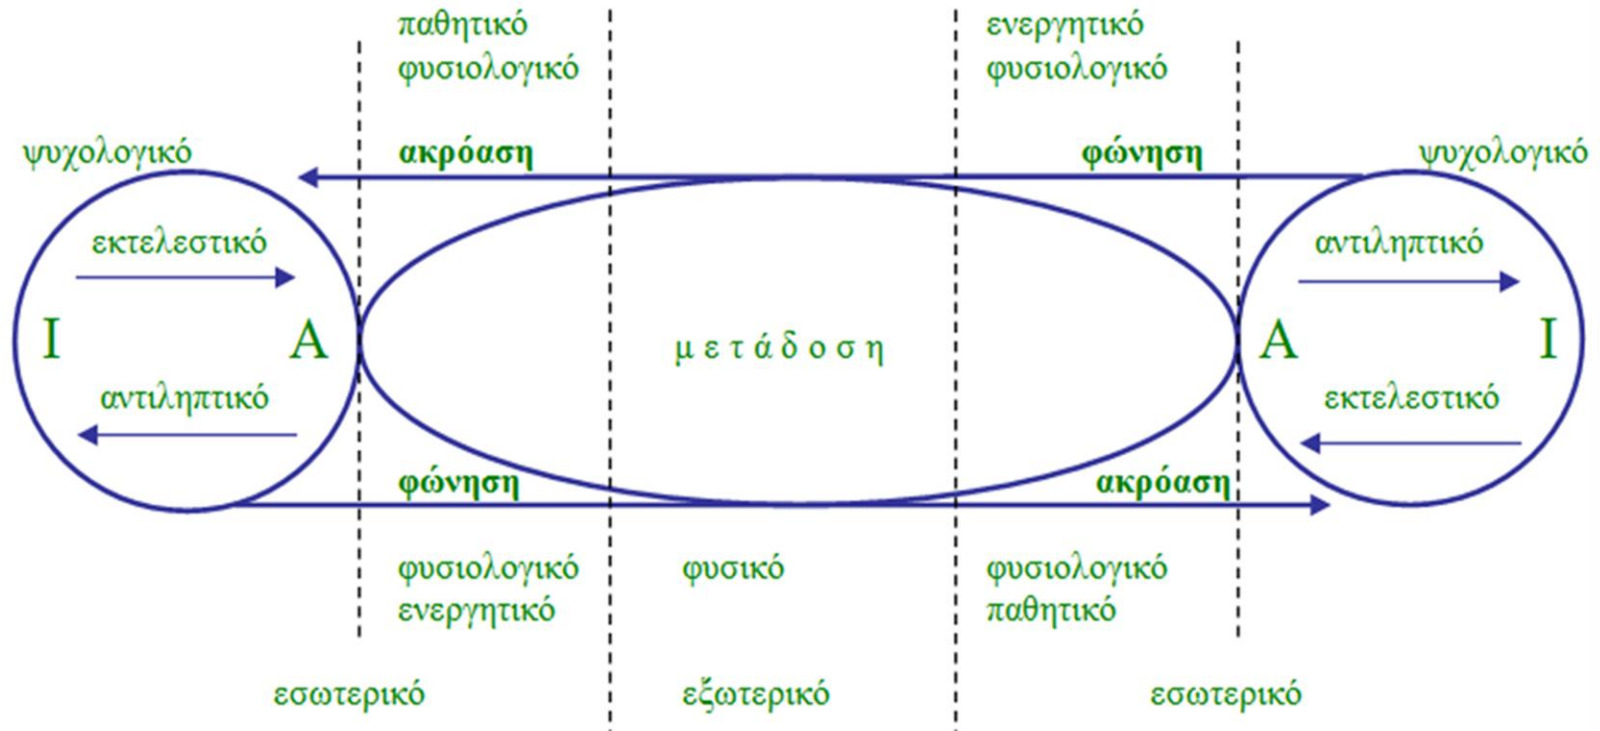 παθητικό
φυσιολογικό
ενεργητικό
φυσιολογικό
ψυχολογικό
ακρόαση
φώνηση
ψυχολογικό
εκτελεστικό
αντιληπτικό
Ι
Α
μετάδοση
Α
Ι
αντιληπτικό
εκτελεστικό
φώνηση
ακρόαση
φυσιολογικό
ενεργητικό
φυσικό
φυσιολογικό
παθητικό
εσωτερικό
εξωτερικό
εσωτερικό